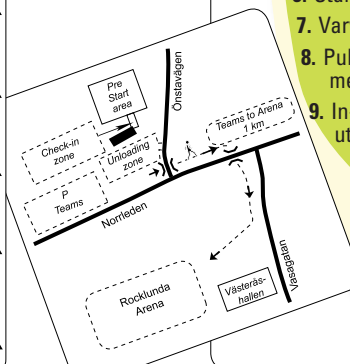 7. Var
8. Pul
me
9. In
ut
Pre
Start
area
Önstavägen
Check-in
zone
Unloading
zone
Teams to Arena
1 km
P
Teams
Norrleden
Rocklunda
Arena
Västerås-
hallen
Vasagatan